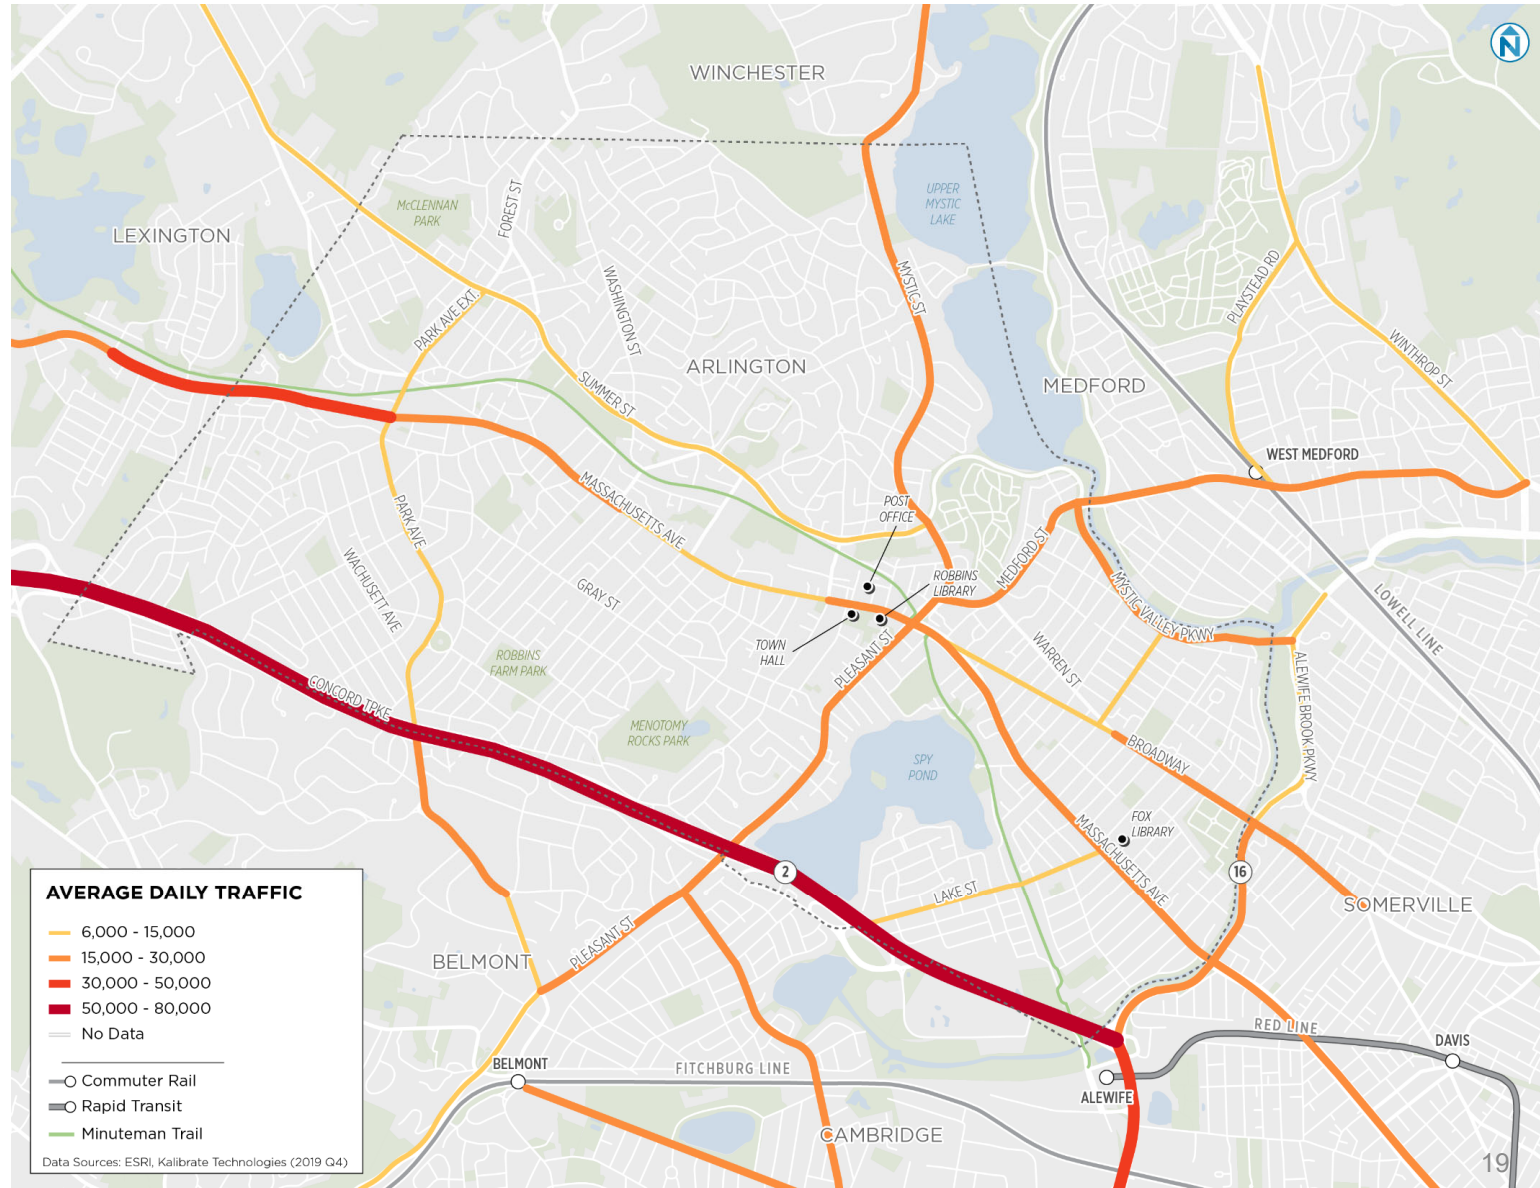 N
WINCHESTER
UPPER
MYSTIC
LAKE
McCLENNAN
PARK
FOREST ST
LEXINGTON
WASHINGTON ST
MYSTIC ST
PLAYSTEAD RD
PARK AVE EXT.
WINTHROP ST
ARLINGTON
MEDFORD
SUMMER ST
WEST MEDFORD
MASSACHUSETTS AVE
POST
OFFICE
PARK AVE
WACHUSETT AVE
GRAY ST
ROBBINS
LIBRARY
MEDFORD ST
MYSTIC VALLEY PKWY
LOWELL LINE
TOWN
HALL
PLEASANT ST
WARREN ST
ROBBINS
FARM PARK
CONCORD TPKE
ALEWIFE BROOK PKWY
MENOTOMY
ROCKS PARK
BROADWAY
SPY
POND
FOX
LIBRARY
MASSACHUSETTS AVE
2
16
LAKE ST
SOMERVILLE
PLEASANT ST
BELMONT
RED LINE
DAVIS
BELMONT
FITCHBURG LINE
ALEWIFE
CAMBRIDGE
AVERAGE DAILY TRAFFIC
6,000 - 15,000
15,000 - 30,000
30,000 - 50,000
50,000 - 80,000
No Data
Commuter Rail
Rapid Transit
Minuteman Trail
Data Sources: ESRI, Kalibrate Technologies (2019 Q4)
19